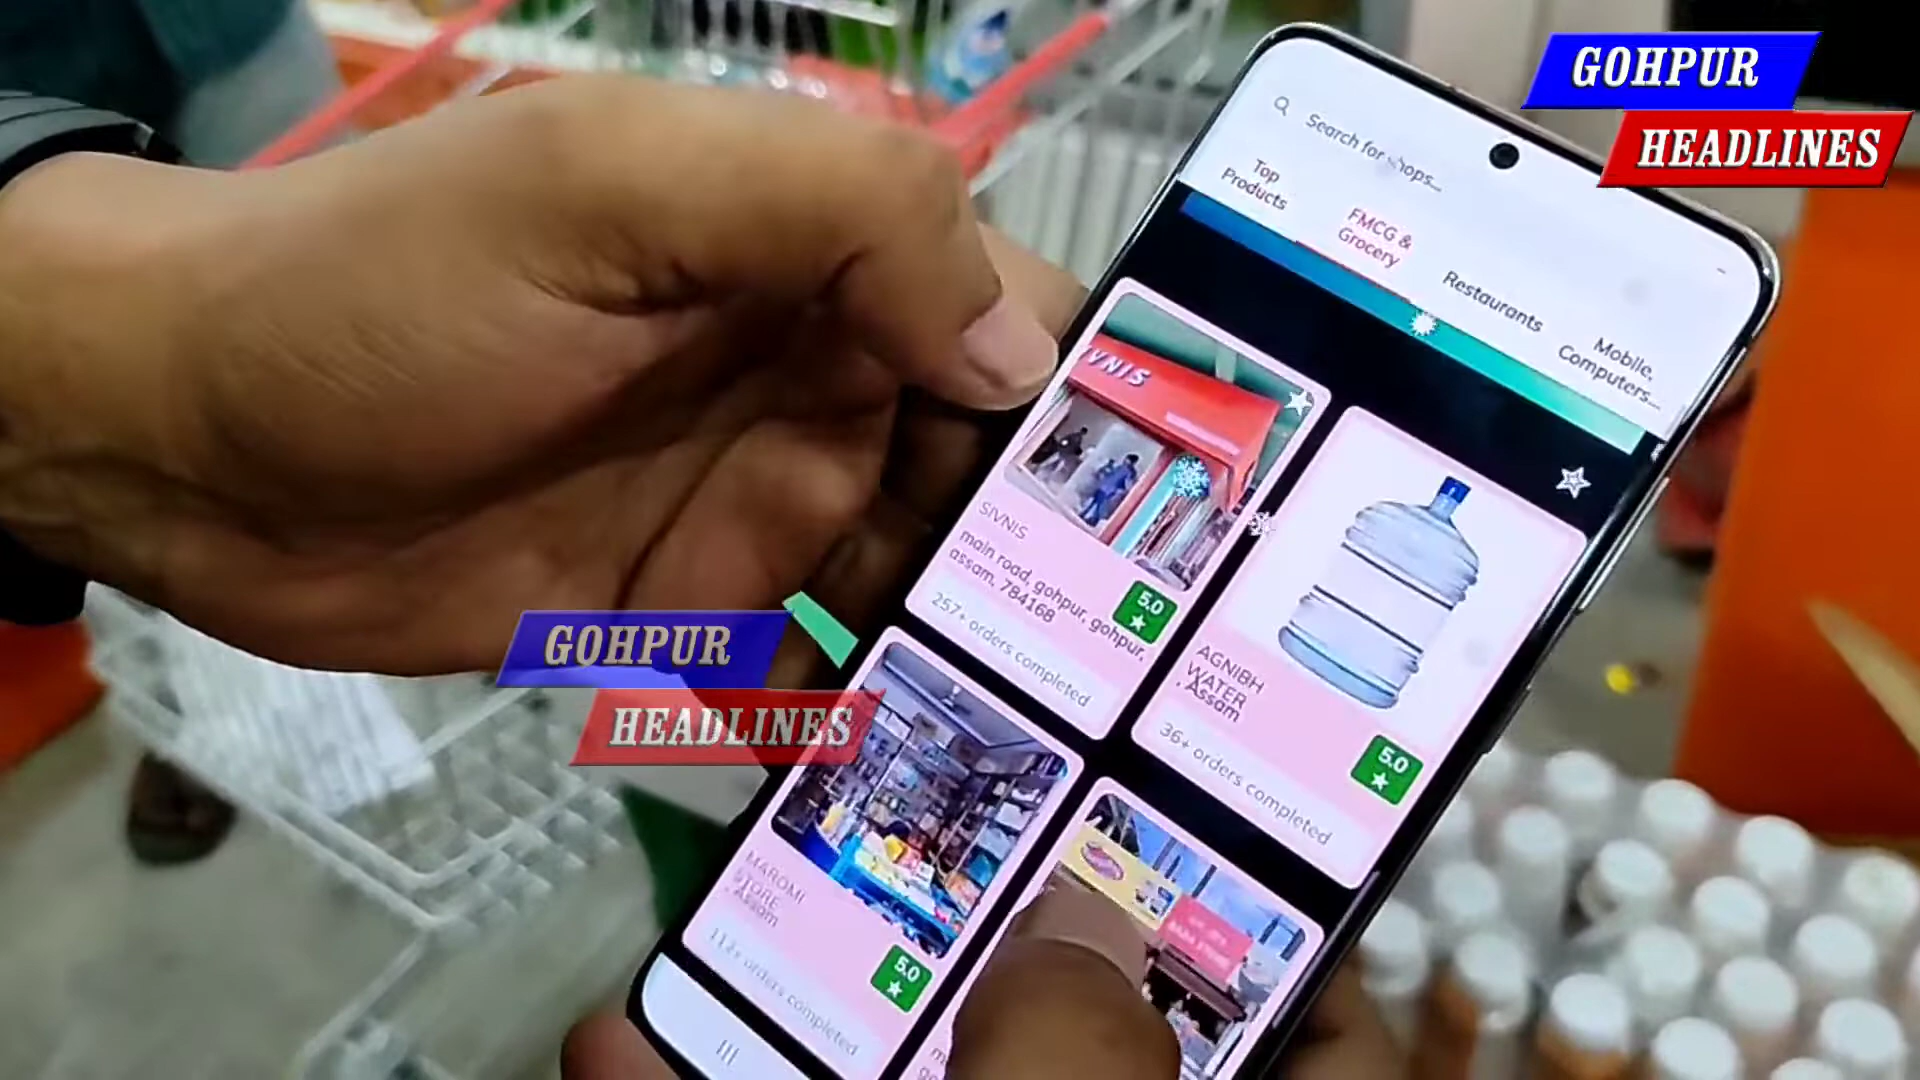 GOHPUR
HEADLINES
Search for shops...
Top
Products
FMCG &
Grocery
Restaurants
Mobile,
Computers...
VNIS
SIVNIS
main road, gohpur, gohpur,
assam, 784168
5.0
257+ orders completed
AGNIBH
WATER
, Assam
5.0
36+ orders completed
GOHPUR
HEADLINES
MAROMI
STORE
, Assam
5.0
orders completed